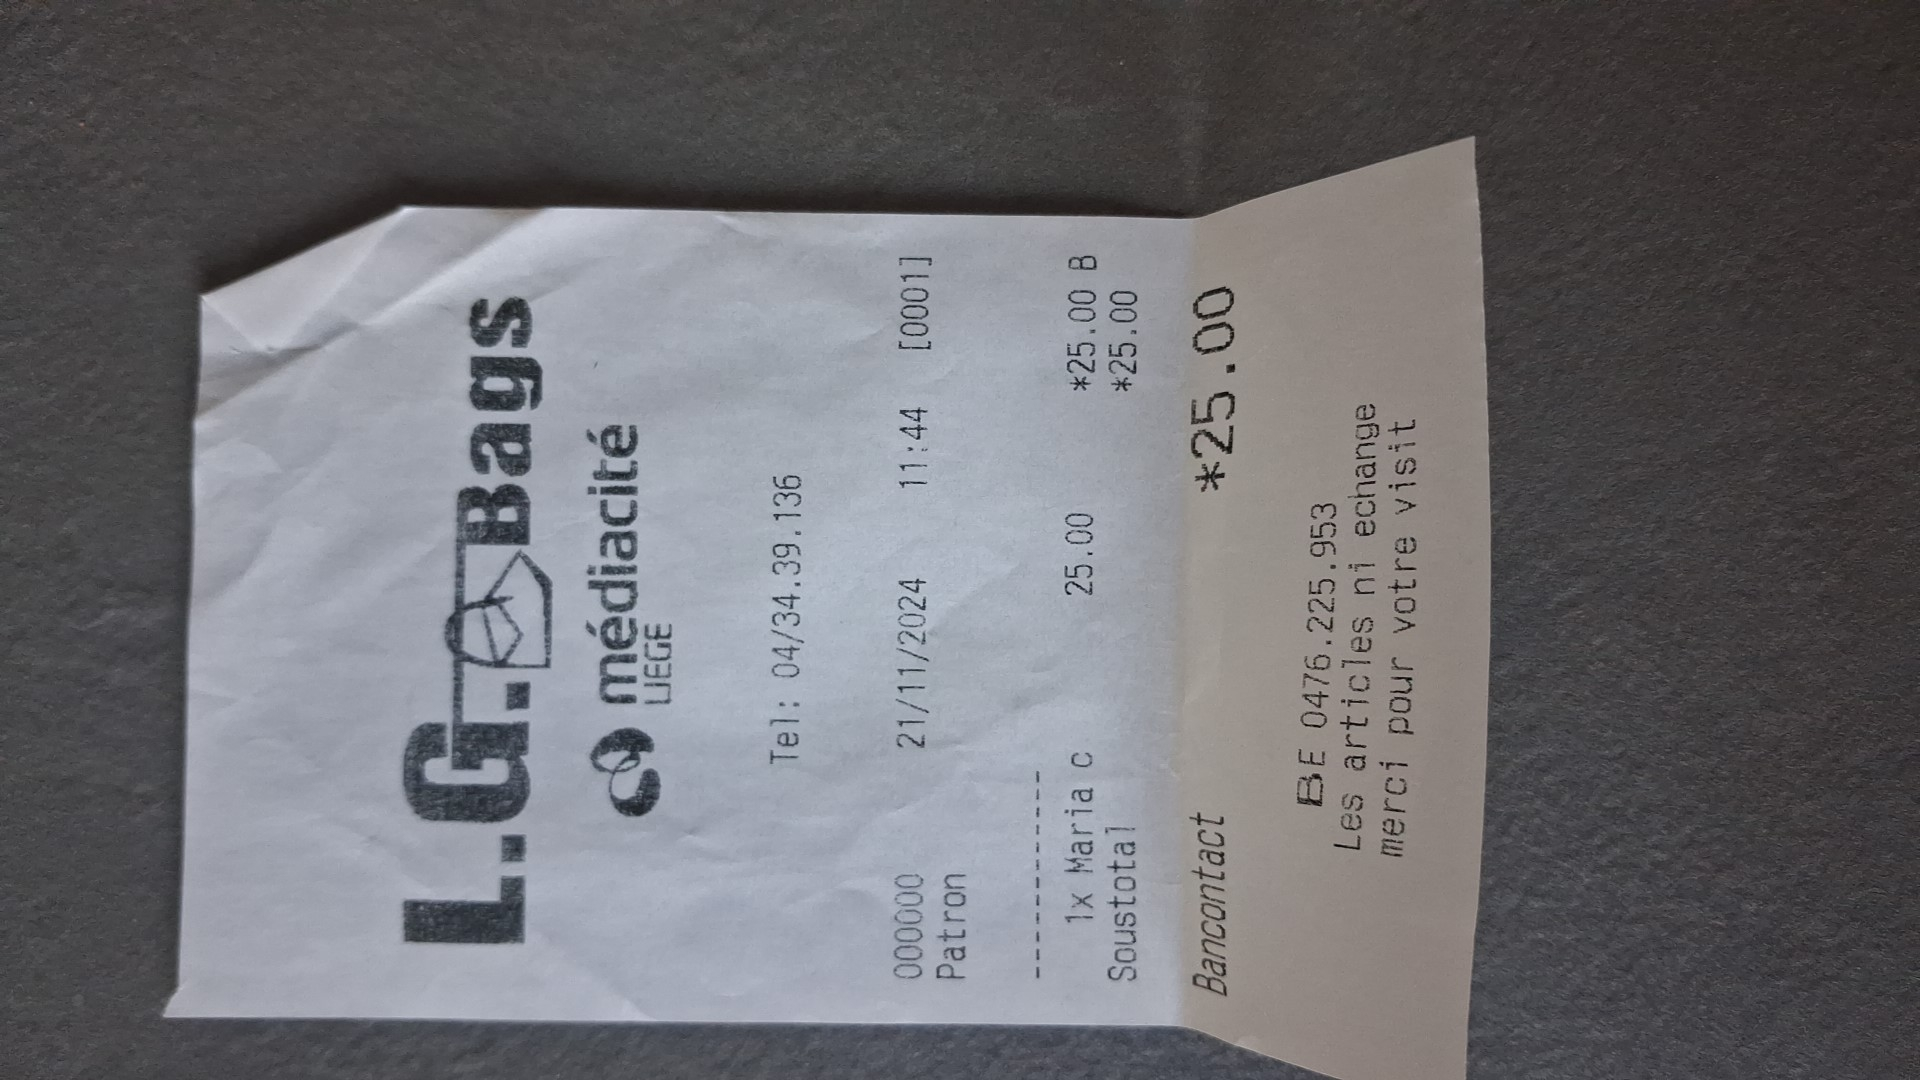 L.G. Bags
médiacité
LIEGE
Tel: 04/34.39.136
000000 21/11/2024 11:44 [0001]
Patron
-------------
1x Maria c 25.00 *25.00 B
Soustotal *25.00
Bancontact *25.00
BE 0476.225.953
Les articles ni echange
merci pour votre visit